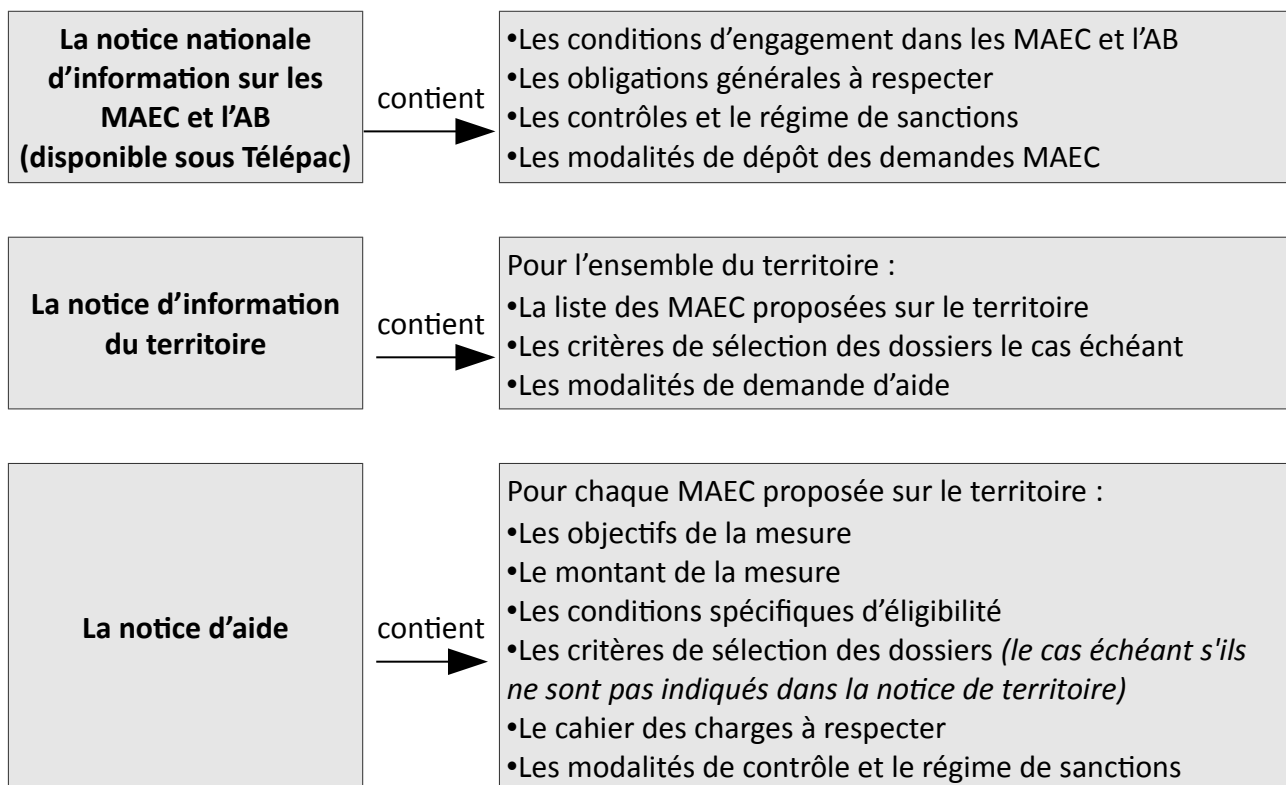 La notice nationale
d'information sur les
MAEC et l'AB
(disponible sous Télépac)
contient
•Les conditions d'engagement dans les MAEC et l'AB
•Les obligations générales à respecter
•Les contrôles et le régime de sanctions
•Les modalités de dépôt des demandes MAEC
La notice d'information
du territoire
contient
Pour l'ensemble du territoire :
•La liste des MAEC proposées sur le territoire
•Les critères de sélection des dossiers le cas échéant
•Les modalités de demande d'aide
La notice d'aide
contient
Pour chaque MAEC proposée sur le territoire :
•Les objectifs de la mesure
•Le montant de la mesure
•Les conditions spécifiques d'éligibilité
•Les critères de sélection des dossiers (le cas échéant s'ils
ne sont pas indiqués dans la notice de territoire)
•Le cahier des charges à respecter
•Les modalités de contrôle et le régime de sanctions